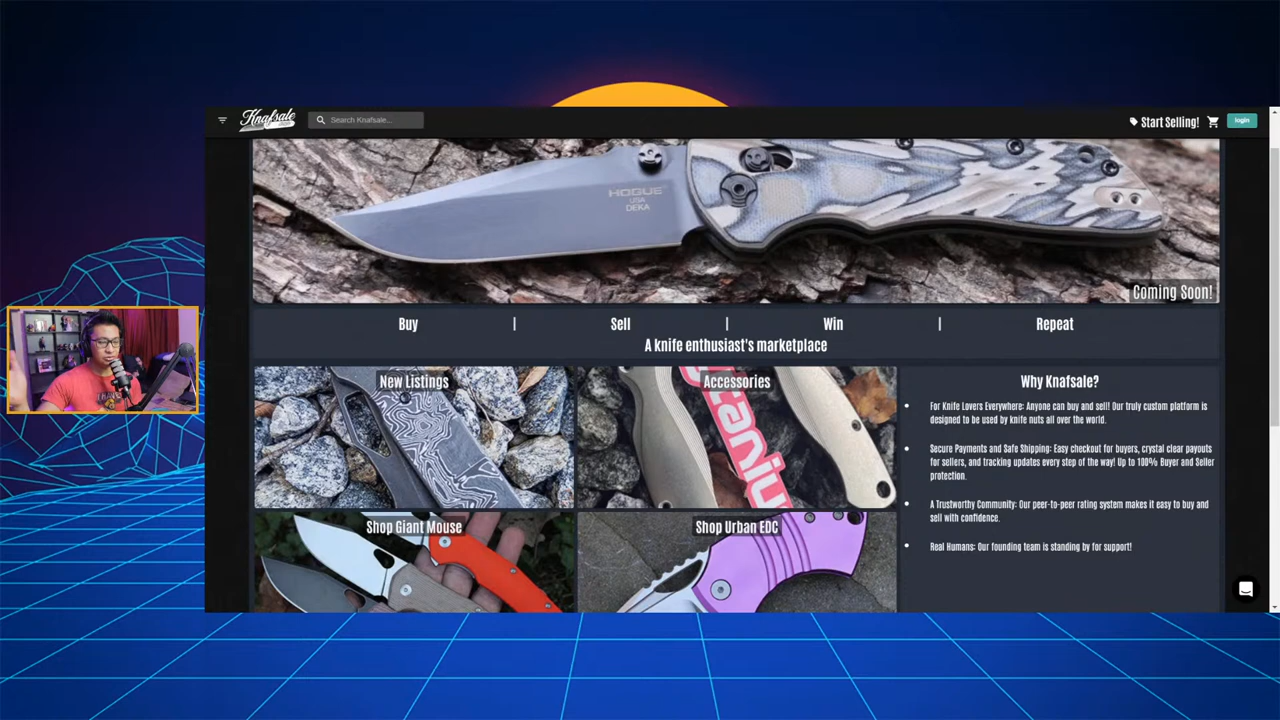 Knafsale
Search Knafsale...
Start Selling!
login
HOGUE
USA
DEKA
Coming Soon!
Buy | Sell | Win | Repeat
A knife enthusiast's marketplace
New Listings
Accessories
Why Knafsale?
For Knife Lovers Everywhere: Anyone can buy and sell! Our truly custom platform is
designed to be used by knife nuts all over the world.
Secure Payments and Safe Shipping: Easy checkout for buyers, crystal clear payouts
for sellers, and tracking updates every step of the way! Up to 100% Buyer and Seller
protection.
A Trustworthy Community: Our peer-to-peer rating system makes it easy to buy and
sell with confidence.
Real Humans: Our founding team is standing by for support!
Shop Giant Mouse
Shop Urban EDC